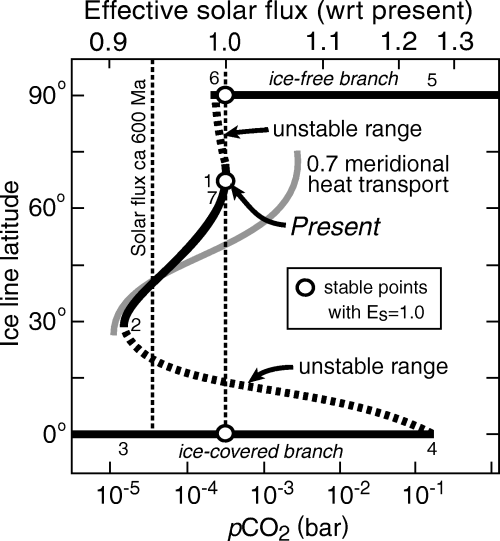 Effective solar flux (wrt present)
0.9 1.0 1.1 1.2 1.3
6 ice-free branch 5
90°
unstable range
Solar flux ca 600 Ma
0.7 meridional
heat transport
1
7
60°
Present
Ice line latitude
stable points
with Es=1.0
30°
2
unstable range
0°
3 ice-covered branch 4
10-5 10-4 10-3 10-2 10-1
pCO2 (bar)